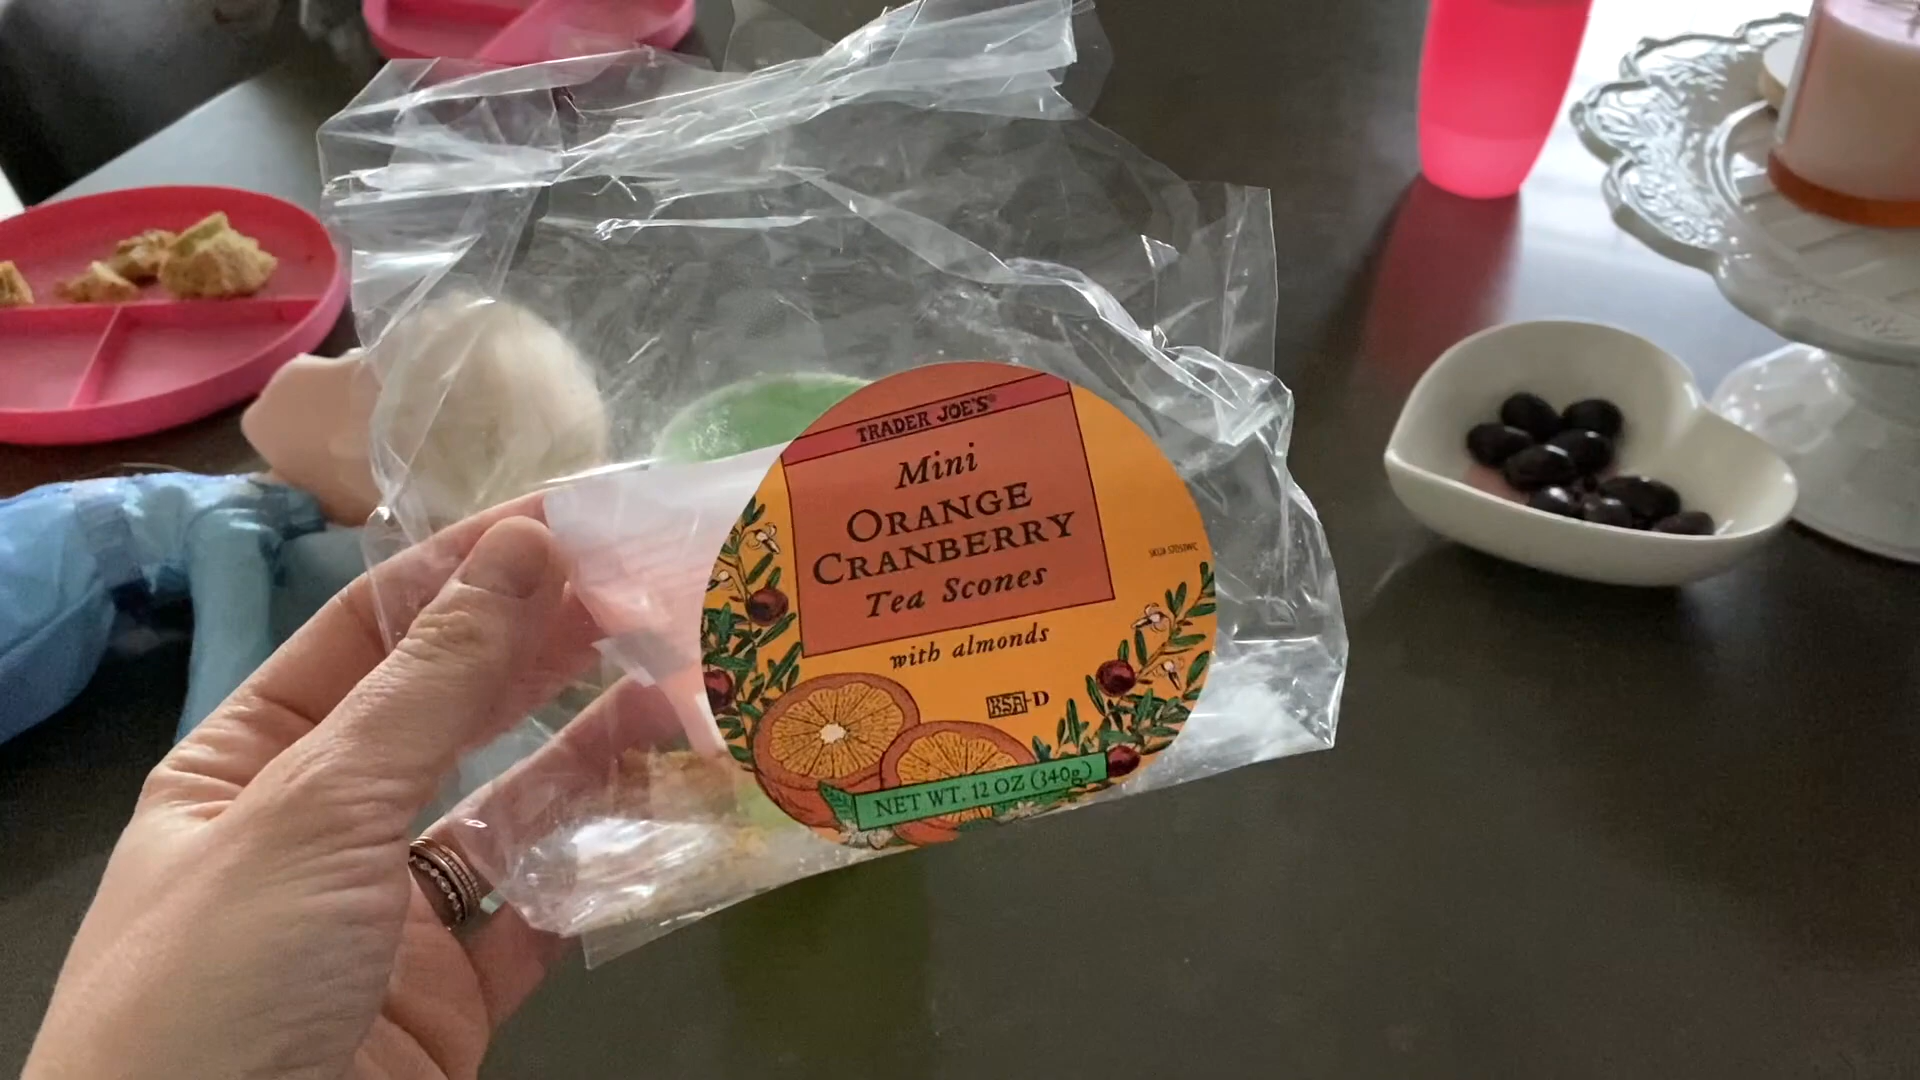 TRADER JOE'S®
Mini
ORANGE
CRANBERRY
Tea Scones
with almonds
KSA-D
NET WT. 12 OZ (340g)